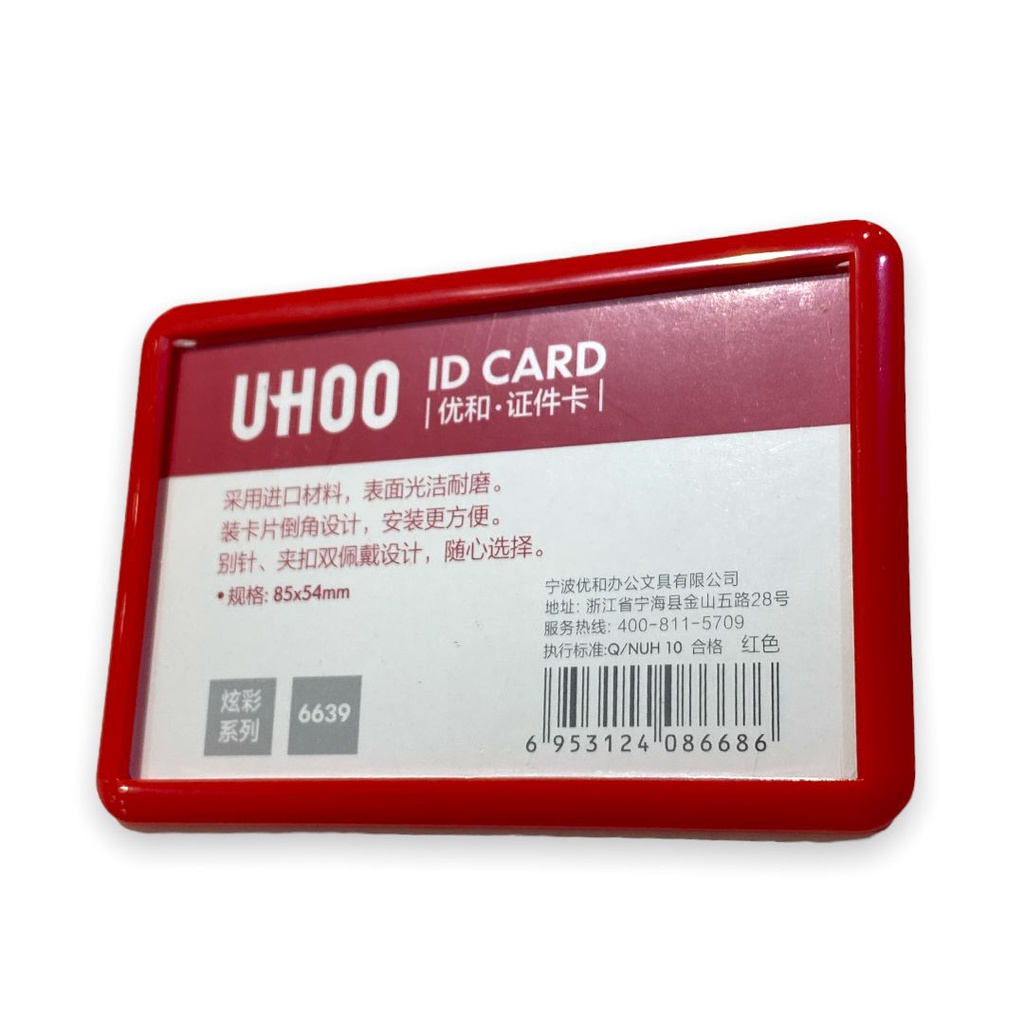 UHOO
ID CARD
优和·证件卡
采用进口材料，表面光洁耐磨。
装卡片倒角设计，安装更方便。
别针、夹扣双佩戴设计，随心选择。
•规格: 85x54mm
宁波优和办公文具有限公司
地址: 浙江省宁海县金山五路28号
服务热线: 400-811-5709
执行标准:Q/NUH 10 合格 红色
炫彩
系列
6639
6 953124 086686